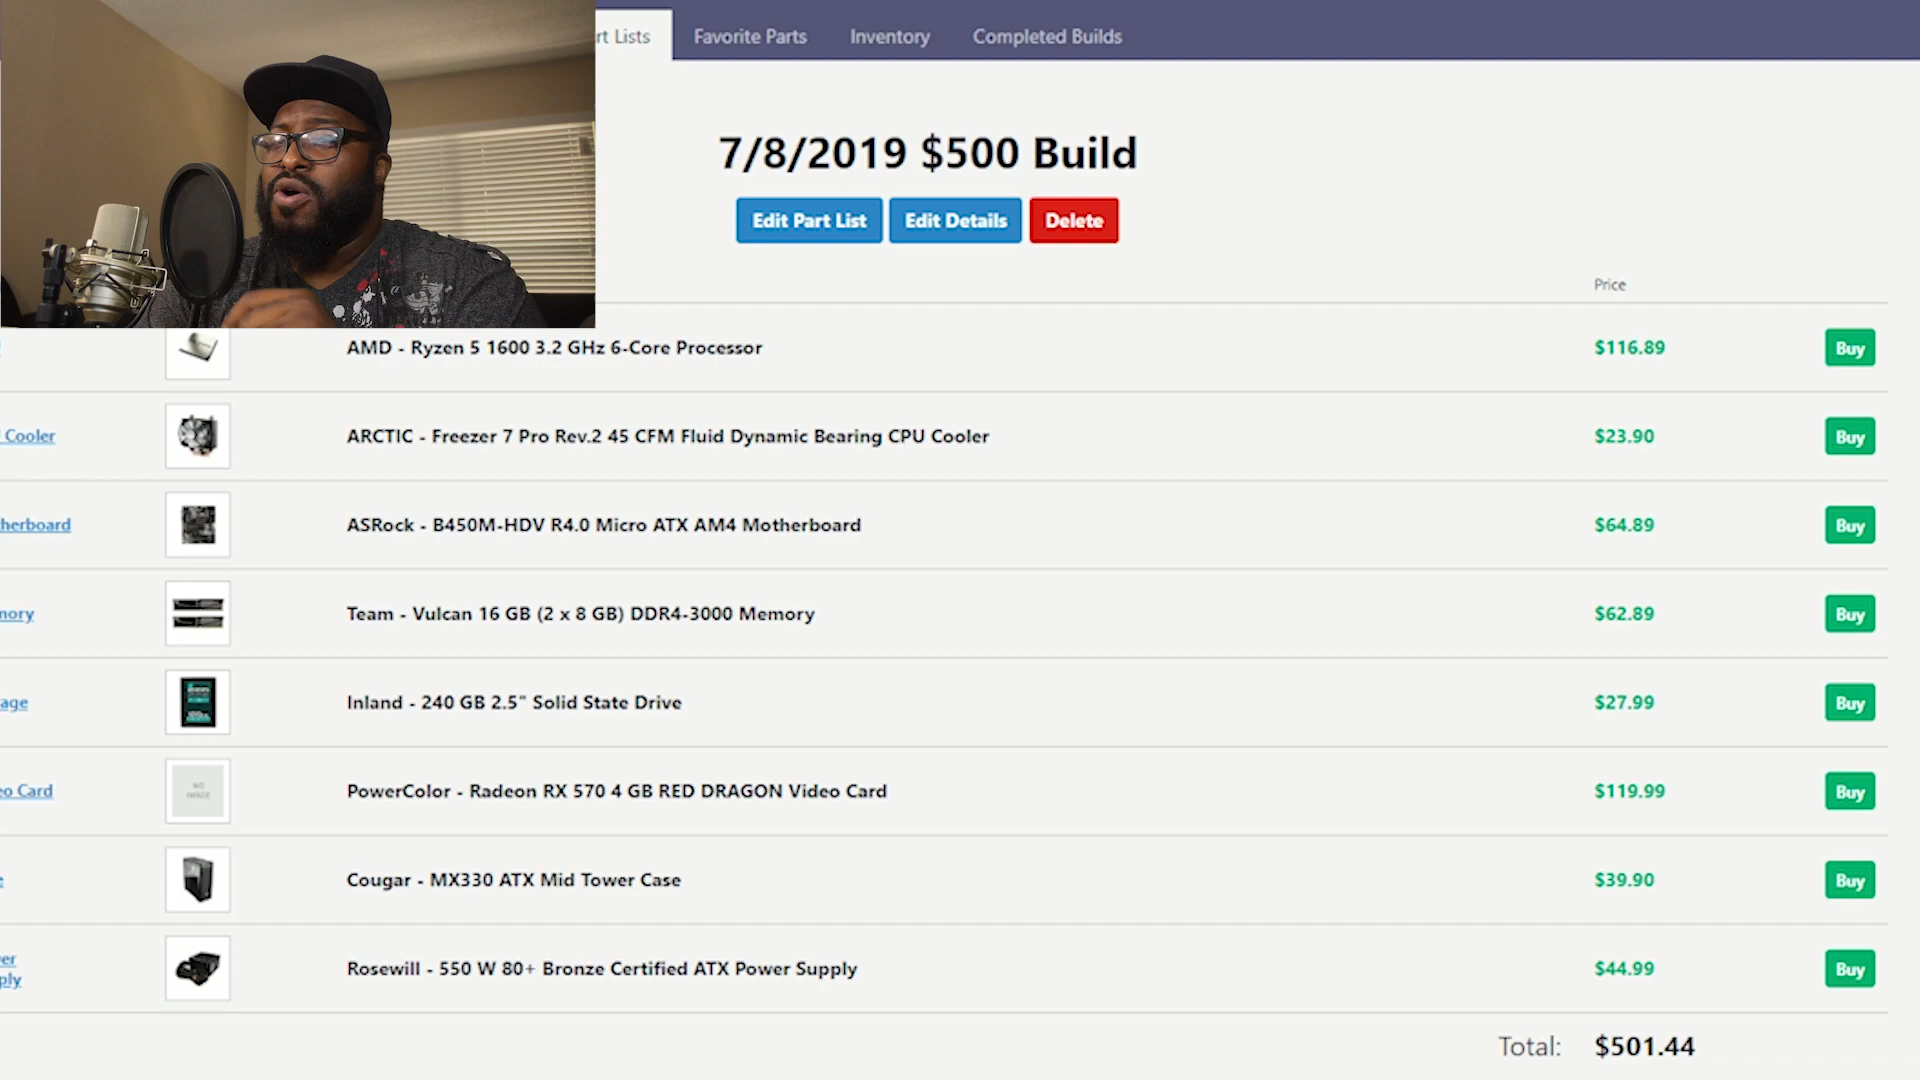 rt Lists Favorite Parts Inventory Completed Builds
7/8/2019 $500 Build
Edit Part List Edit Details Delete
Price
AMD - Ryzen 5 1600 3.2 GHz 6-Core Processor $116.89 Buy
Cooler ARCTIC - Freezer 7 Pro Rev.2 45 CFM Fluid Dynamic Bearing CPU Cooler $23.90 Buy
herboard ASRock - B450M-HDV R4.0 Micro ATX AM4 Motherboard $64.89 Buy
nory Team - Vulcan 16 GB (2 x 8 GB) DDR4-3000 Memory $62.89 Buy
age Inland - 240 GB 2.5" Solid State Drive $27.99 Buy
eo Card NO IMAGE PowerColor - Radeon RX 570 4 GB RED DRAGON Video Card $119.99 Buy
e Cougar - MX330 ATX Mid Tower Case $39.90 Buy
er
ply Rosewill - 550 W 80+ Bronze Certified ATX Power Supply $44.99 Buy
Total: $501.44